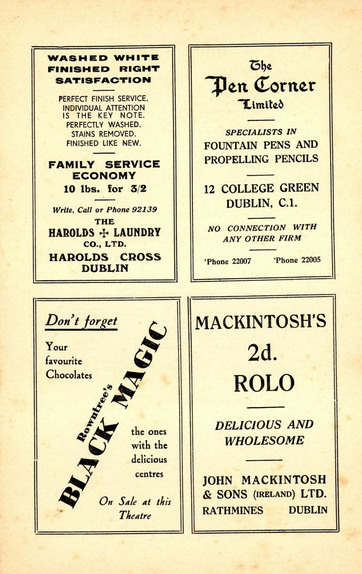 WASHED WHITE
FINISHED RIGHT
SATISFACTION
PERFECT FINISH SERVICE.
INDIVIDUAL ATTENTION
IS THE KEY NOTE.
PERFECTLY WASHED.
STAINS REMOVED.
FINISHED LIKE NEW.
FAMILY SERVICE
ECONOMY
10 lbs. for 3/2
Write, Call or Phone 92139
THE
HAROLDS ✠ LAUNDRY
CO., LTD.
HAROLDS CROSS
DUBLIN
The
Pen Corner
Limited
SPECIALISTS IN
FOUNTAIN PENS AND
PROPELLING PENCILS
12 COLLEGE GREEN
DUBLIN, C.1.
NO CONNECTION WITH
ANY OTHER FIRM
'Phone 22007 'Phone 22005
Don't forget
Your
favourite
Chocolates
Rowntree's
BLACK MAGIC
the ones
with the
delicious
centres
On Sale at this
Theatre
MACKINTOSH'S
2d.
ROLO
DELICIOUS AND
WHOLESOME
JOHN MACKINTOSH
& SONS (IRELAND) LTD.
RATHMINES DUBLIN